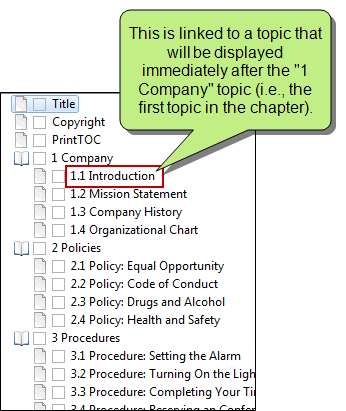 This is linked to a topic that
will be displayed
immediately after the "1
Company" topic (i.e., the
first topic in the chapter).
Title
Copyright
PrintTOC
1 Company
1.1 Introduction
1.2 Mission Statement
1.3 Company History
1.4 Organizational Chart
2 Policies
2.1 Policy: Equal Opportunity
2.2 Policy: Code of Conduct
2.3 Policy: Drugs and Alcohol
2.4 Policy: Health and Safety
3 Procedures
3.1 Procedure: Setting the Alarm
3.2 Procedure: Turning On the Ligh
3.3 Procedure: Completing Your Ti
3.4 Procedure: Reserving an Confer